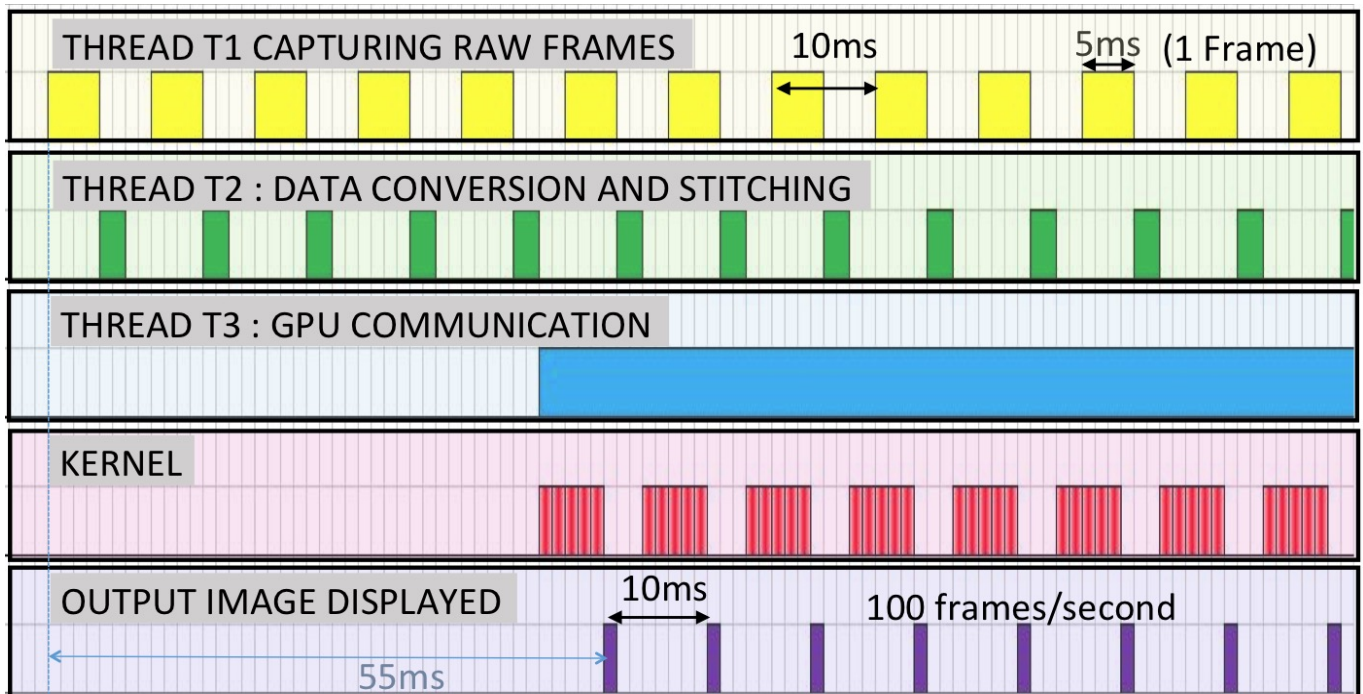 THREAD T1 CAPTURING RAW FRAMES
10ms
5ms
(1 Frame)
THREAD T2 : DATA CONVERSION AND STITCHING
THREAD T3 : GPU COMMUNICATION
KERNEL
OUTPUT IMAGE DISPLAYED
10ms
100 frames/second
55ms